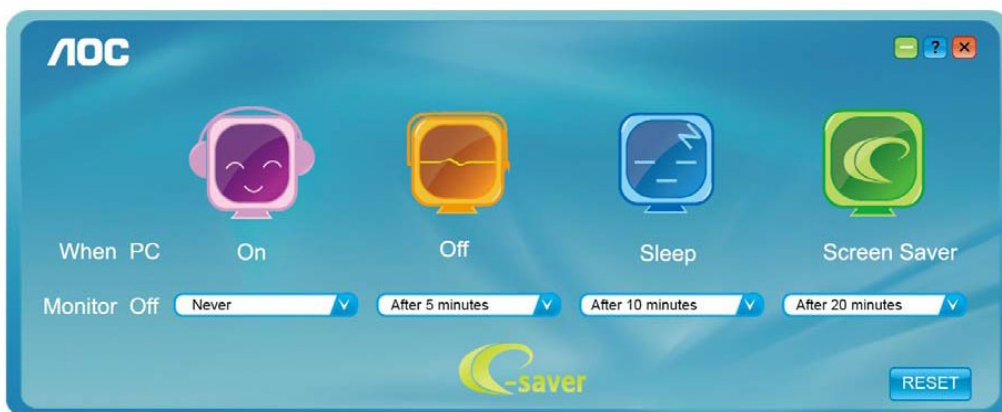 AOC
?
When PC On Off Sleep Screen Saver
Monitor Off Never After 5 minutes After 10 minutes After 20 minutes
e-saver
RESET